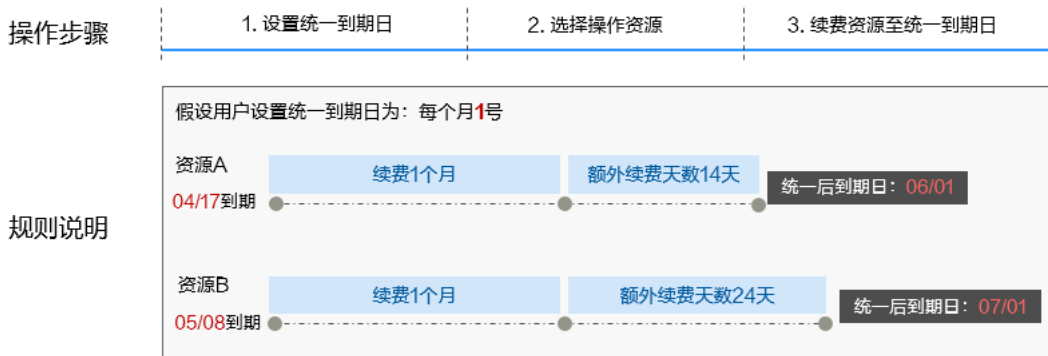 操作步骤
1. 设置统一到期日
2. 选择操作资源
3. 续费资源至统一到期日
假设用户设置统一到期日为：每个月1号
资源A
续费1个月
额外续费天数14天
04/17到期
统一后到期日：06/01
规则说明
资源B
续费1个月
额外续费天数24天
05/08到期
统一后到期日：07/01